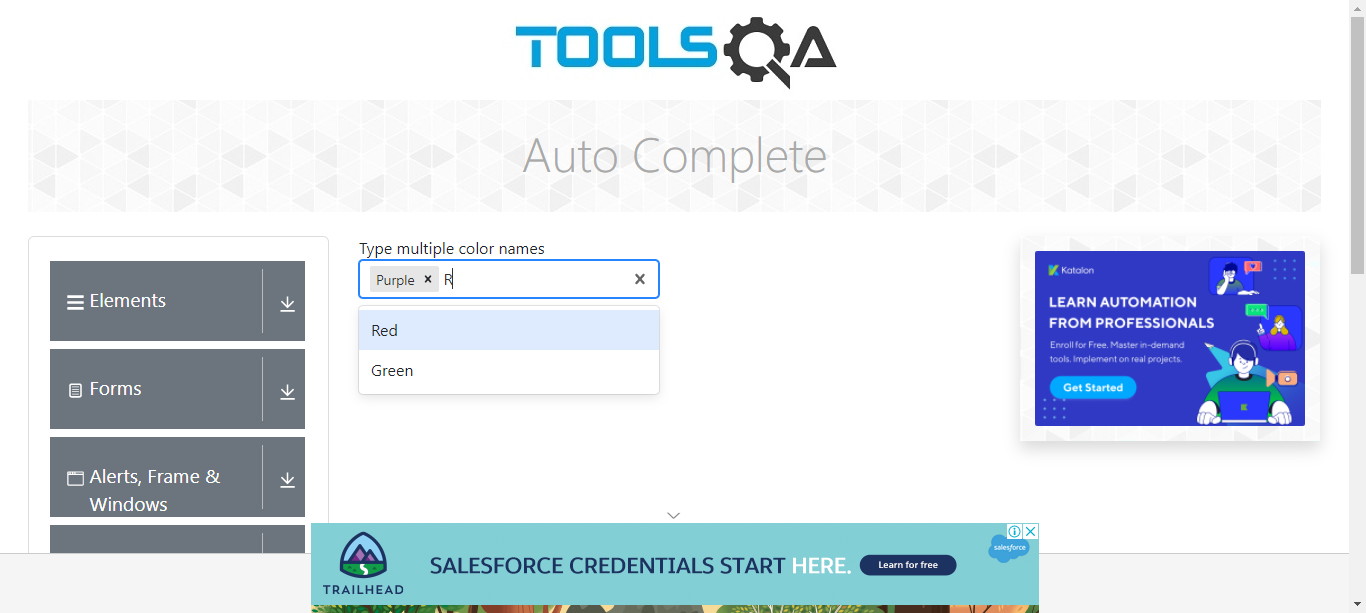 TOOLSQA
Auto Complete
Elements
Forms
Alerts, Frame &
Windows
Type multiple color names
Purple × R
Red
Green
Katalon
LEARN AUTOMATION
FROM PROFESSIONALS
Enroll for Free. Master in-demand
tools. Implement on real projects.
Get Started
TRAILHEAD
SALESFORCE CREDENTIALS START HERE.
Learn for free
salesforce